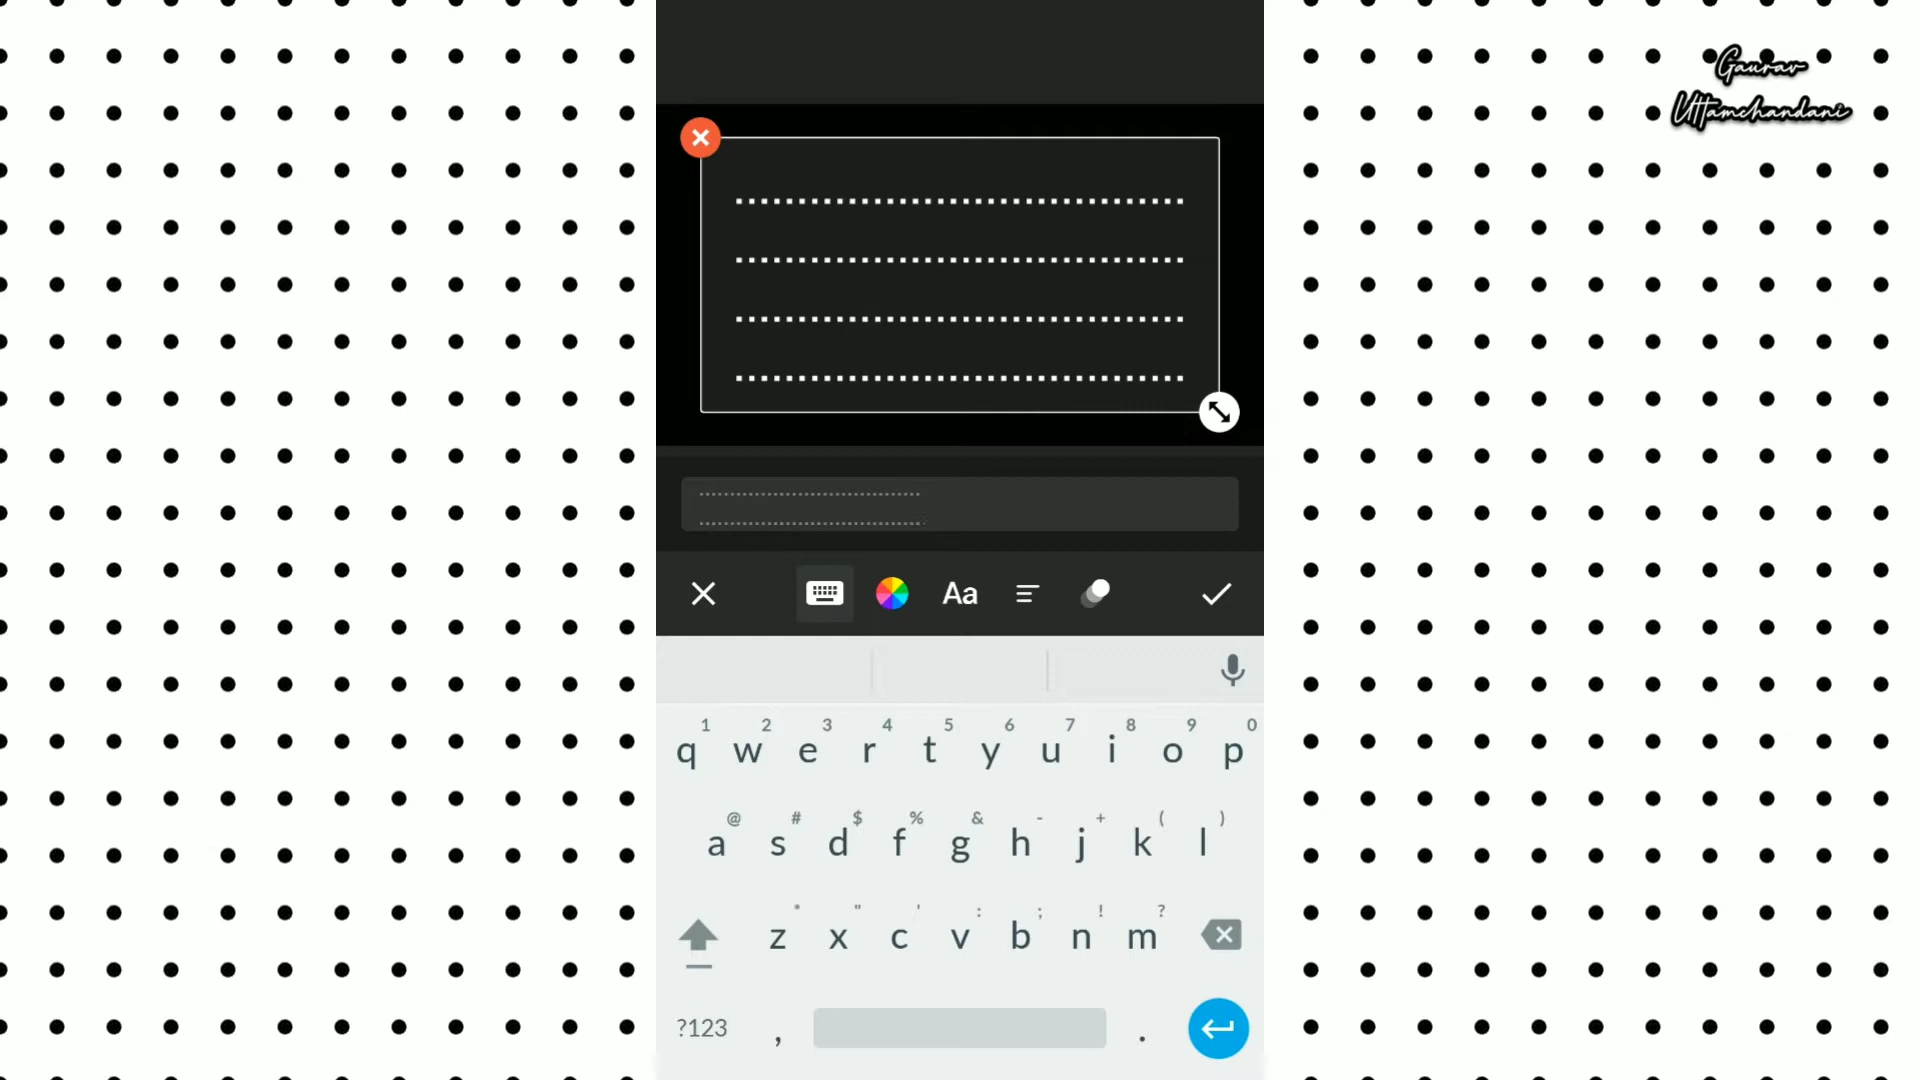 Gaurav
Uttamchandani
....................................
....................................
....................................
....................................
....................................
....................................
Aa
1 2 3 4 5 6 7 8 9 0
q w e r t y u i o p
@ # $ % & - + ( )
a s d f g h j k l
* " ' : ; ! ?
z x c v b n m
?123 , .